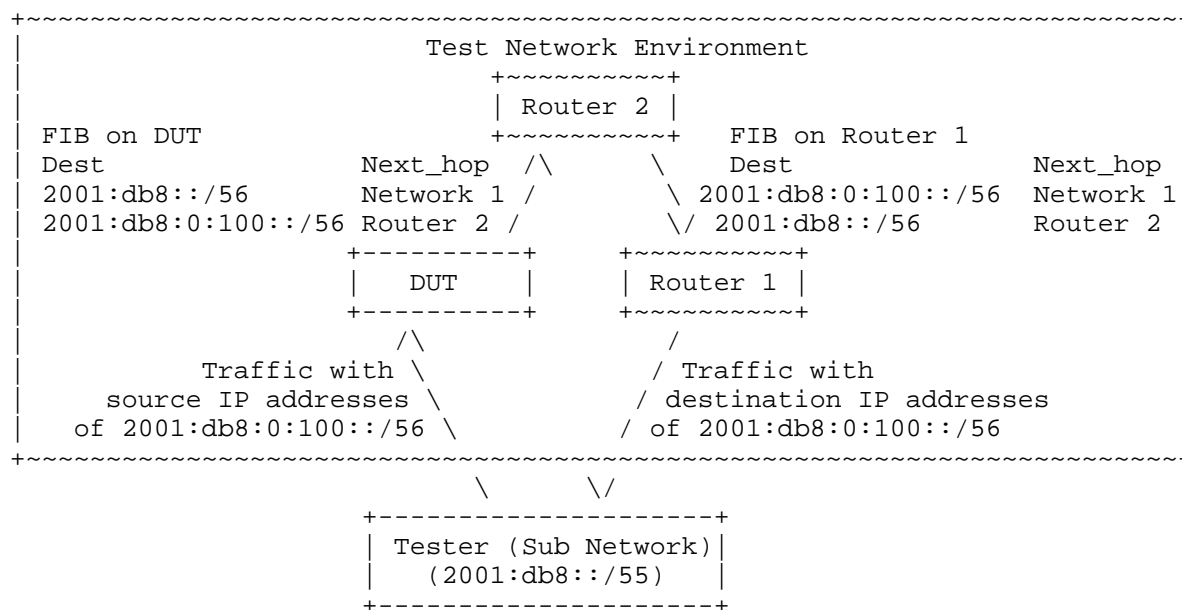 Test Network Environment
Router 2
FIB on DUT FIB on Router 1
Dest Next_hop Dest Next_hop
2001:db8::/56 Network 1 2001:db8:0:100::/56 Network 1
2001:db8:0:100::/56 Router 2 2001:db8::/56 Router 2
DUT Router 1
Traffic with Traffic with
source IP addresses destination IP addresses
of 2001:db8:0:100::/56 of 2001:db8:0:100::/56
Tester (Sub Network)
(2001:db8::/55)